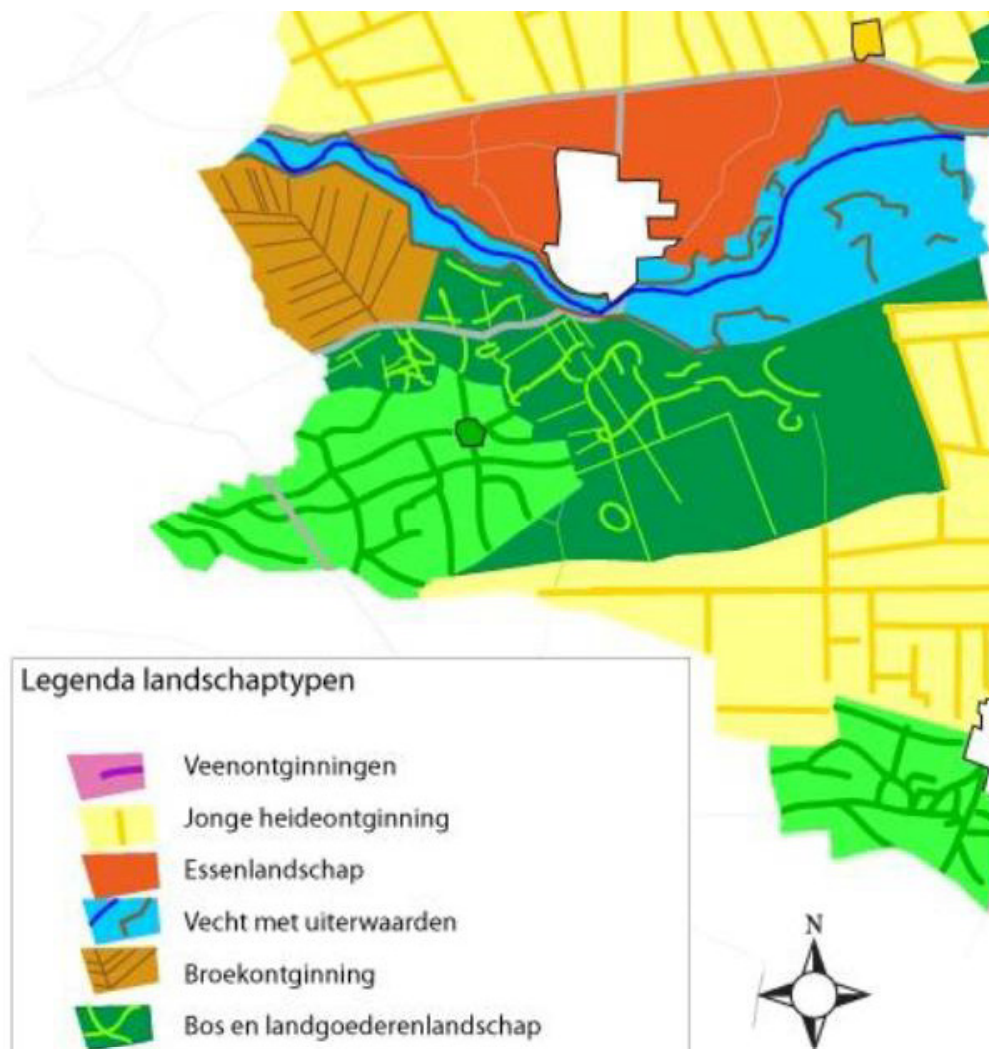 Legenda landschaptypen
Veenontginningen
Jonge heideontginning
Essenlandschap
Vecht met uiterwaarden
Broekontginning
Bos en landgoederenlandschap
N